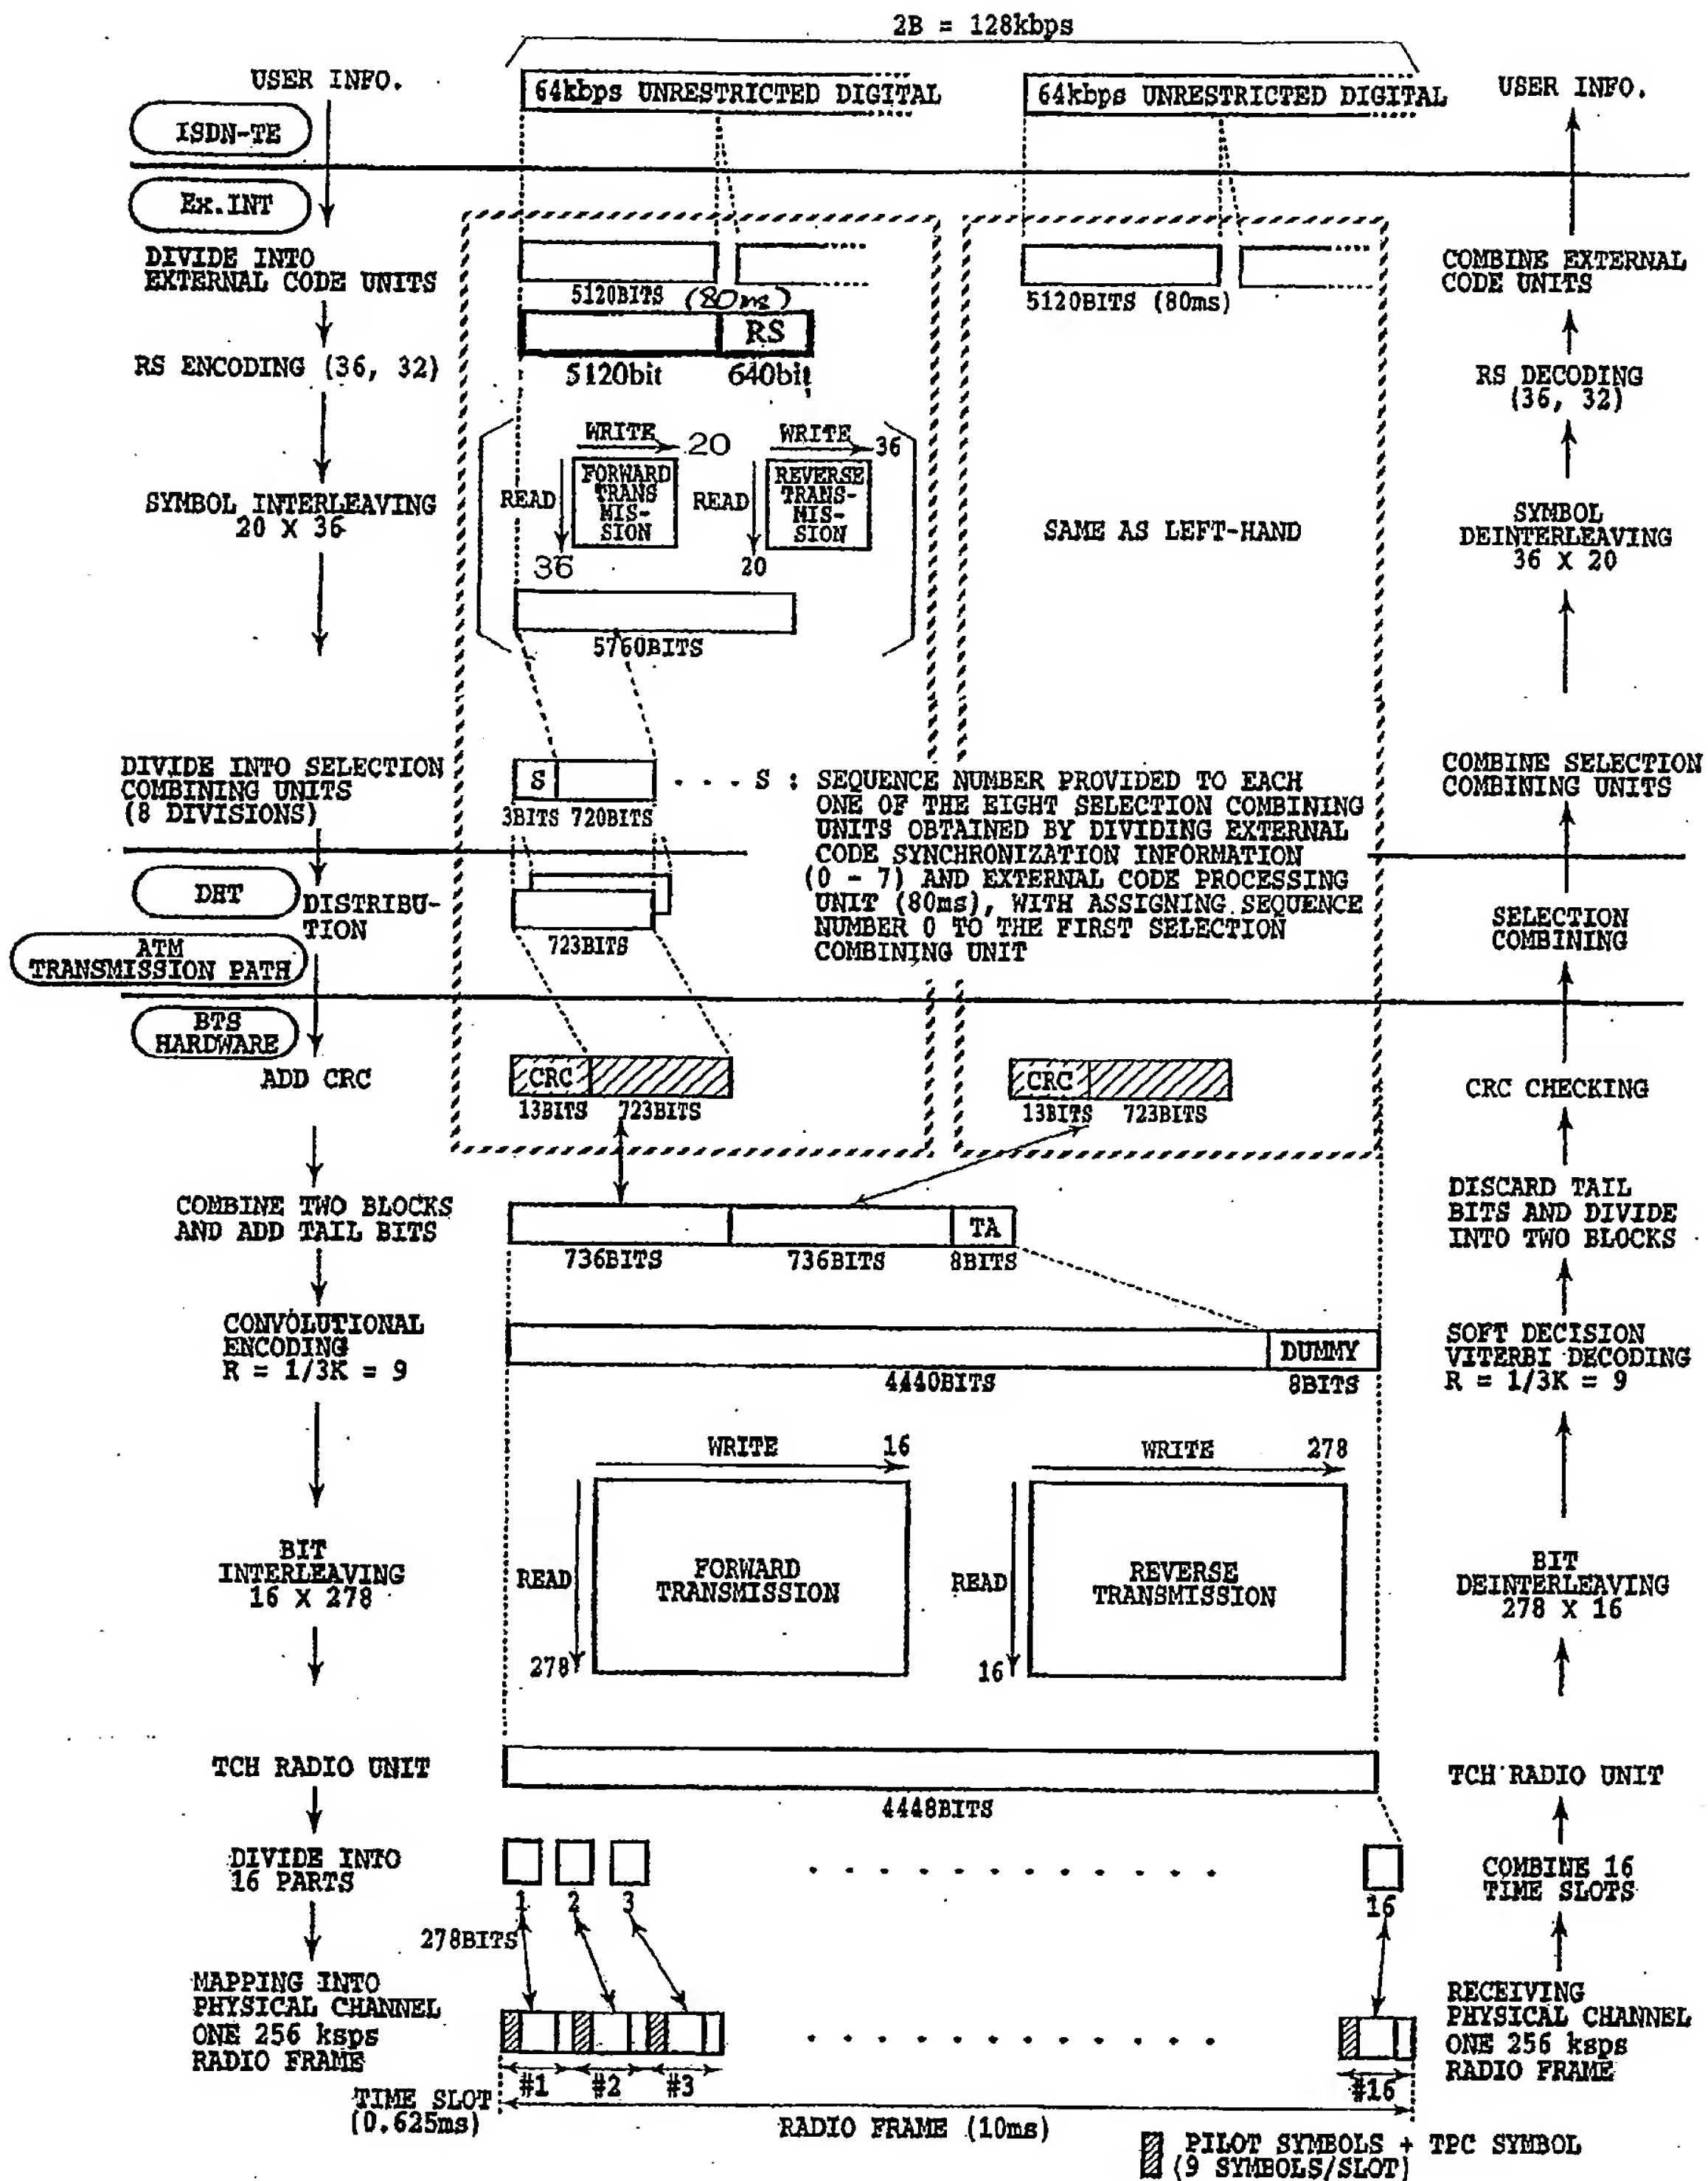 2B = 128kbps
USER INFO.
64kbps UNRESTRICTED DIGITAL
64kbps UNRESTRICTED DIGITAL
USER INFO.
ISDN-TE
Ex.INT
DIVIDE INTO
EXTERNAL CODE UNITS
5120BITS (80ms)
5120BITS (80ms)
COMBINE EXTERNAL
CODE UNITS
RS ENCODING (36, 32)
RS
5120bit
640bit
RS DECODING
(36, 32)
SYMBOL INTERLEAVING
20 X 36
WRITE
20
READ
FORWARD
TRANS
MIS-
SION
36
WRITE
36
READ
REVERSE
TRANS-
MIS-
SION
20
5760BITS
SAME AS LEFT-HAND
SYMBOL
DEINTERLEAVING
36 X 20
DIVIDE INTO SELECTION
COMBINING UNITS
(8 DIVISIONS)
S
3BITS 720BITS
S : SEQUENCE NUMBER PROVIDED TO EACH
ONE OF THE EIGHT SELECTION COMBINING
UNITS OBTAINED BY DIVIDING EXTERNAL
CODE SYNCHRONIZATION INFORMATION
(0 - 7) AND EXTERNAL CODE PROCESSING
UNIT (80ms), WITH ASSIGNING SEQUENCE
NUMBER 0 TO THE FIRST SELECTION
COMBINING UNIT
COMBINE SELECTION
COMBINING UNITS
DHT
DISTRIBU-
TION
723BITS
SELECTION
COMBINING
ATM
TRANSMISSION PATH
BTS
HARDWARE
ADD CRC
CRC
13BITS 723BITS
CRC
13BITS 723BITS
CRC CHECKING
COMBINE TWO BLOCKS
AND ADD TAIL BITS
TA
736BITS 736BITS 8BITS
DISCARD TAIL
BITS AND DIVIDE
INTO TWO BLOCKS
CONVOLUTIONAL
ENCODING
R = 1/3K = 9
DUMMY
4440BITS
8BITS
SOFT DECISION
VITERBI DECODING
R = 1/3K = 9
BIT
INTERLEAVING
16 X 278
WRITE 16
READ
FORWARD
TRANSMISSION
278
WRITE 278
READ
REVERSE
TRANSMISSION
16
BIT
DEINTERLEAVING
278 X 16
TCH RADIO UNIT
4448BITS
TCH RADIO UNIT
DIVIDE INTO
16 PARTS
1 2 3 16
278BITS
COMBINE 16
TIME SLOTS
MAPPING INTO
PHYSICAL CHANNEL
ONE 256 ksps
RADIO FRAME
#1 #2 #3 #16
RECEIVING
PHYSICAL CHANNEL
ONE 256 ksps
RADIO FRAME
TIME SLOT
(0.625ms)
RADIO FRAME (10ms)
PILOT SYMBOLS + TPC SYMBOL
(9 SYMBOLS/SLOT)